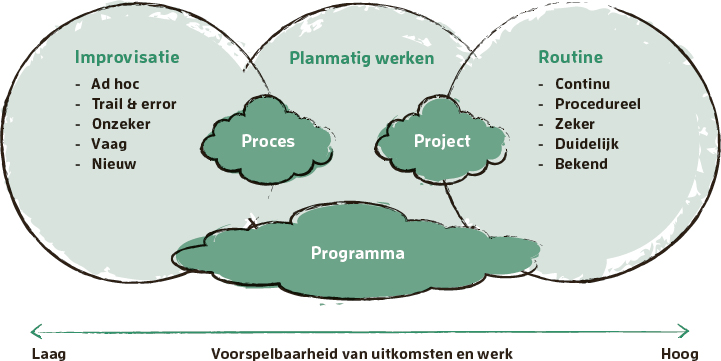 Improvisatie
- Ad hoc
- Trail & error
- Onzeker
- Vaag
- Nieuw
Planmatig werken
Routine
- Continu
- Procedureel
- Zeker
- Duidelijk
- Bekend
Proces
Project
Programma
Laag
Voorspelbaarheid van uitkomsten en werk
Hoog